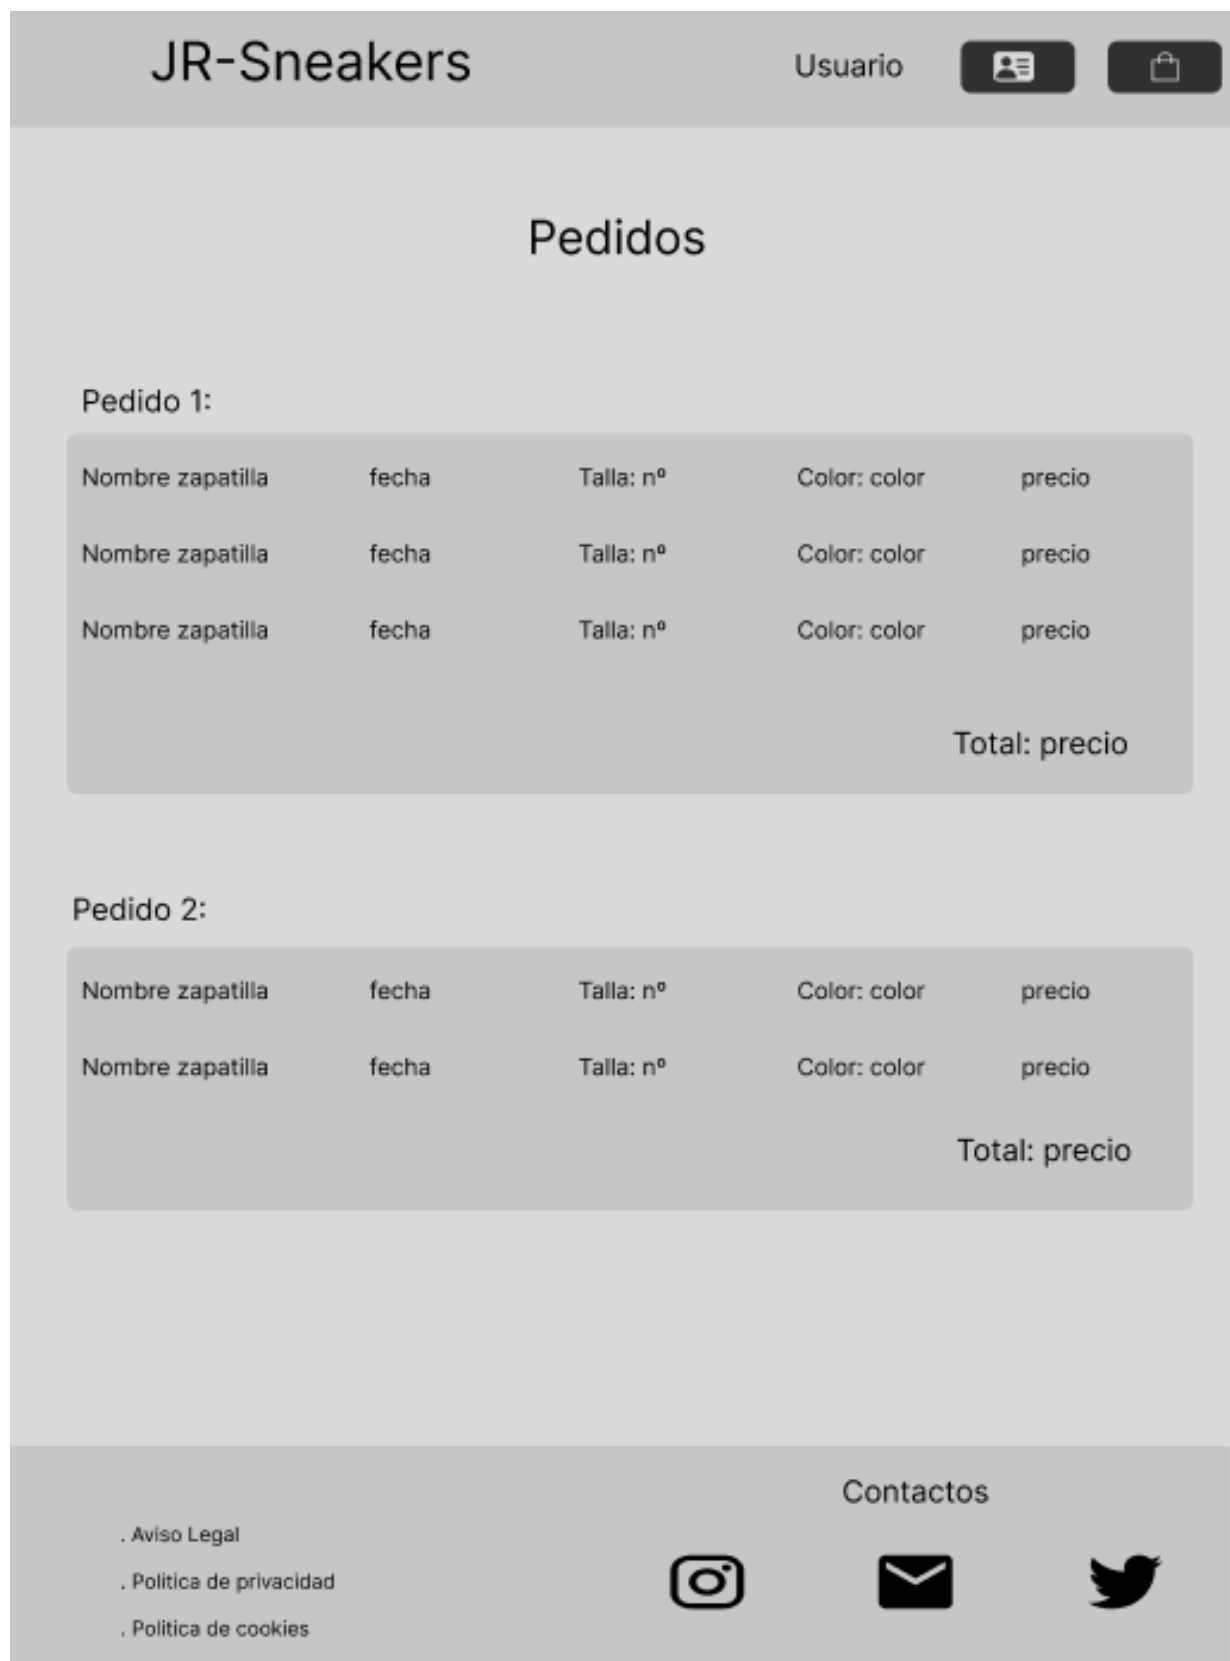 JR-Sneakers Usuario
Pedidos
Pedido 1:
Nombre zapatilla fecha Talla: nº Color: color precio
Nombre zapatilla fecha Talla: nº Color: color precio
Nombre zapatilla fecha Talla: nº Color: color precio
Total: precio
Pedido 2:
Nombre zapatilla fecha Talla: nº Color: color precio
Nombre zapatilla fecha Talla: nº Color: color precio
Total: precio
Contactos
. Aviso Legal
. Politica de privacidad
. Politica de cookies